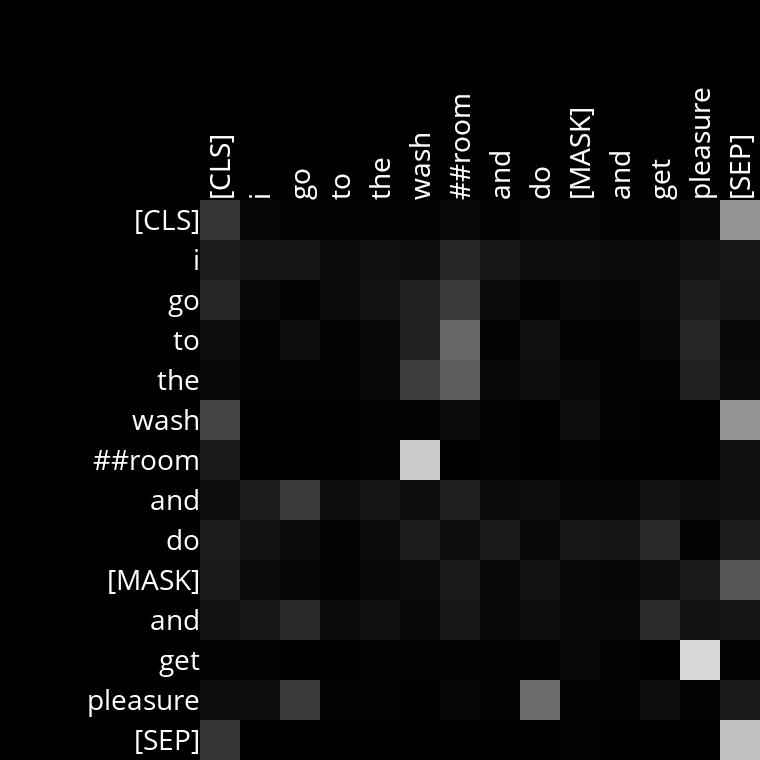 [CLS] i go to the wash ##room and do [MASK] and get pleasure [SEP]
[CLS]
i
go
to
the
wash
##room
and
do
[MASK]
and
get
pleasure
[SEP]